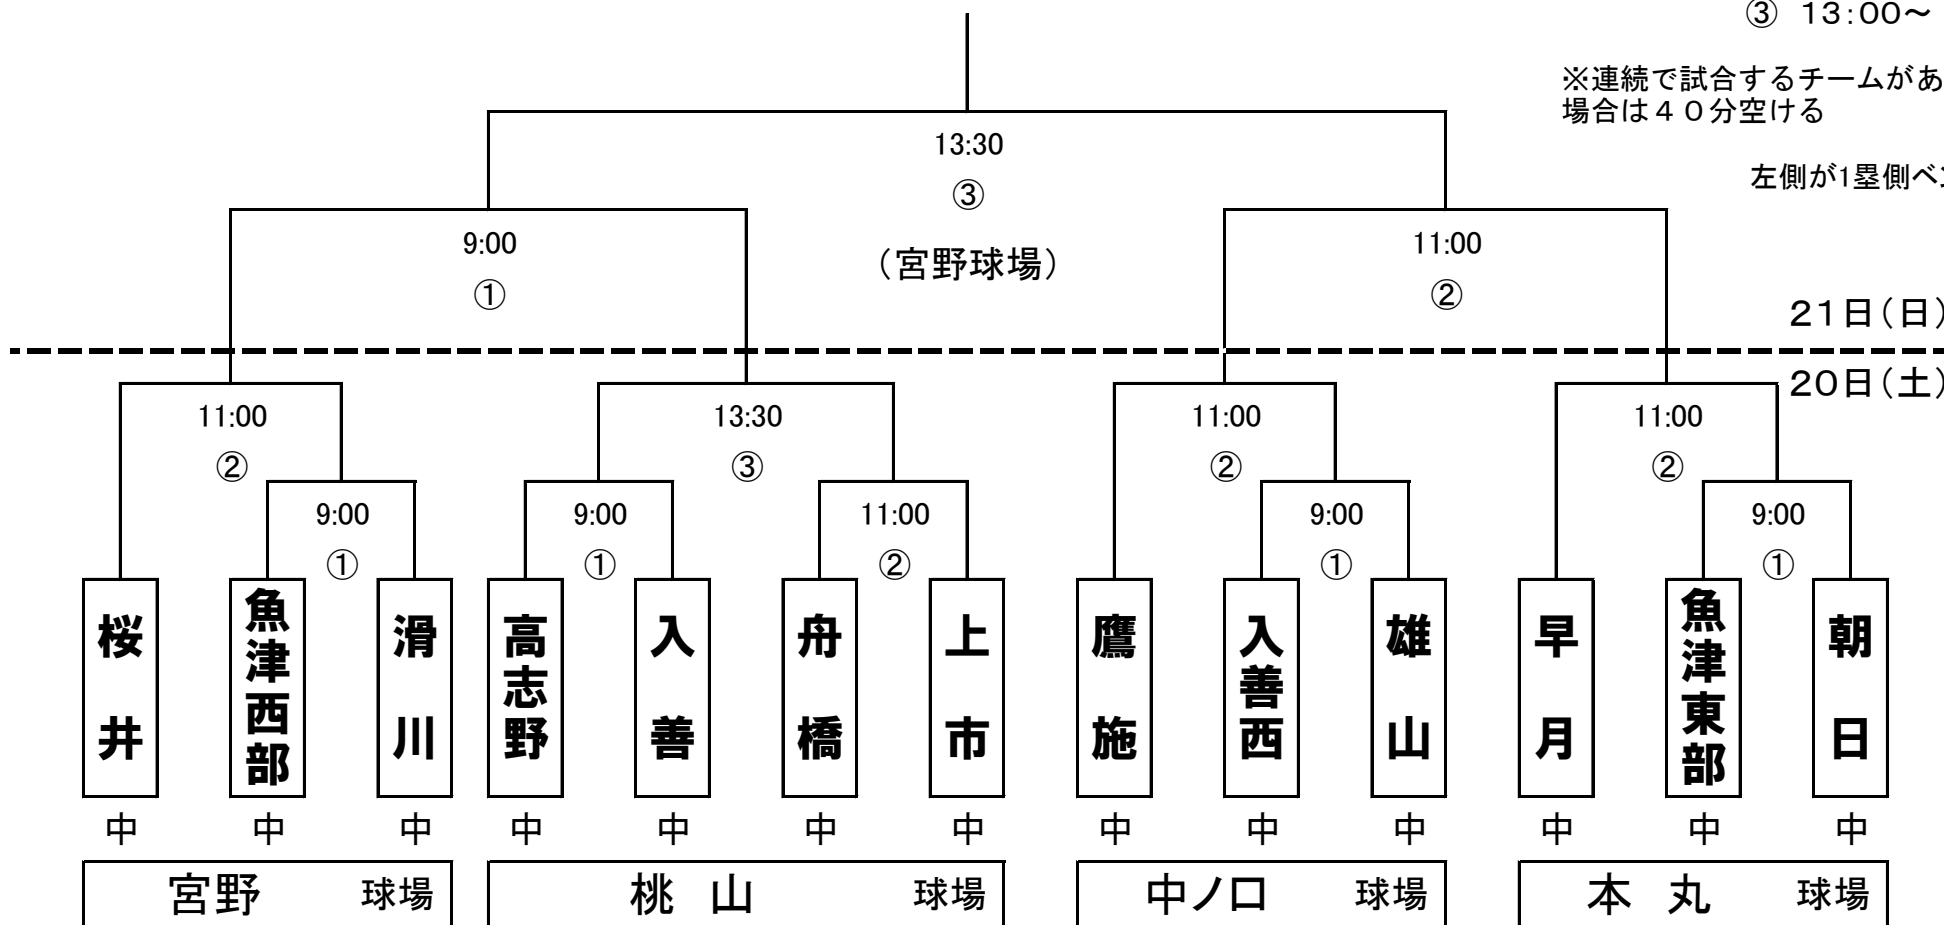 ③ 13:00～
※連続で試合するチームがあ
場合は４０分空ける
13:30
③
左側が1塁側ベ
9:00
①
（宮野球場）
11:00
②
21日（日）
20日（土）
11:00
②
13:30
③
11:00
②
11:00
②
9:00
①
9:00
①
11:00
②
9:00
①
9:00
①
桜井
魚津西部
滑川
高志野
入善
舟橋
上市
鷹施
入善西
雄山
早月
魚津東部
朝日
中 中 中 中 中 中 中 中 中 中 中 中 中
宮野 球場
桃山 球場
中ノ口 球場
本丸 球場